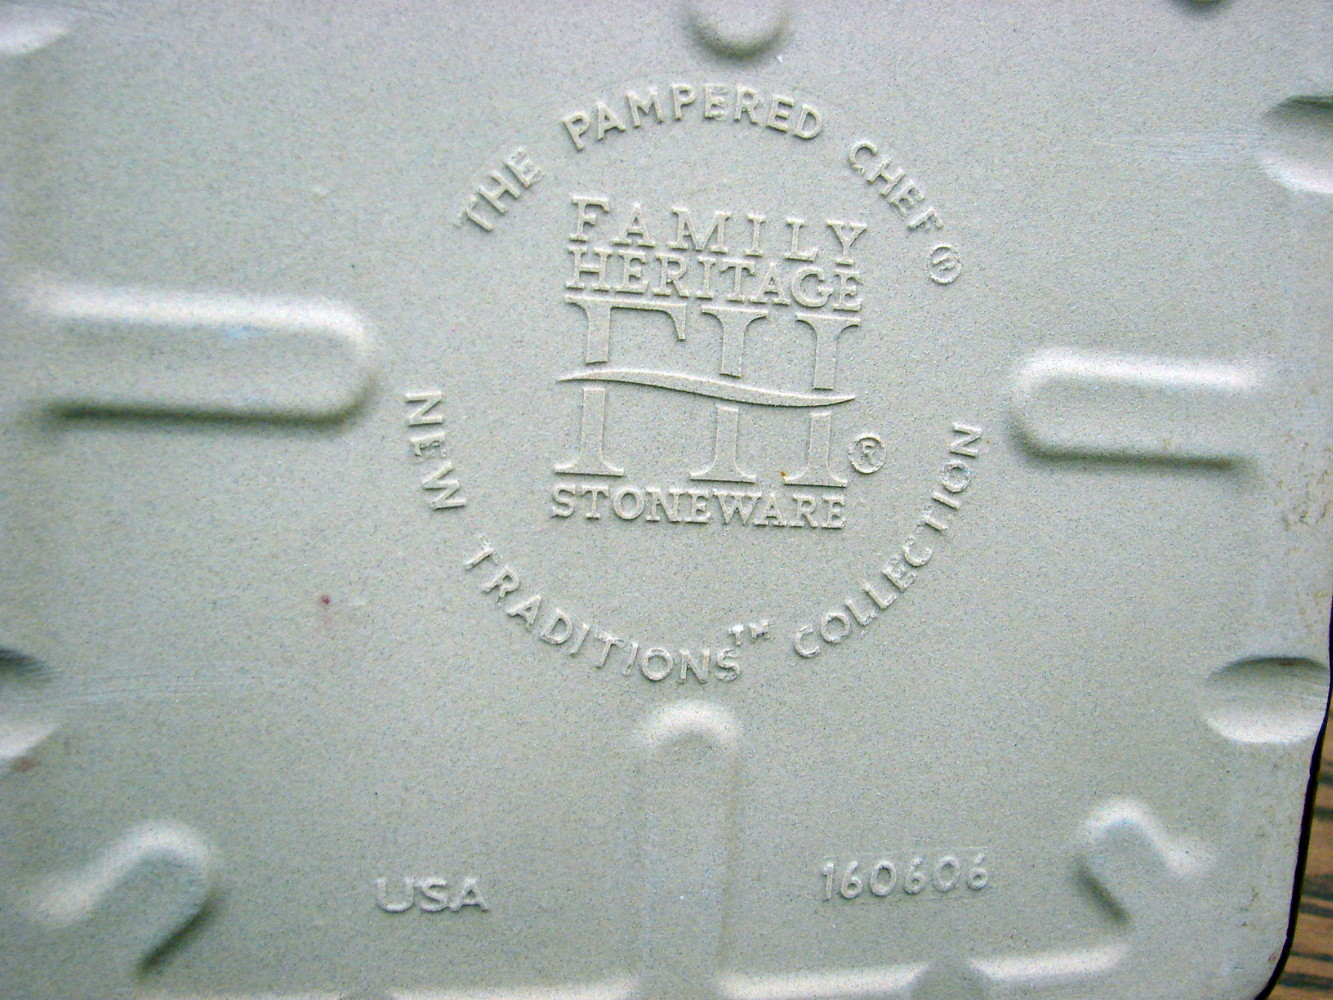 THE PAMPERED CHEF®
FAMILY
HERITAGE
FH
®
STONEWARE
NEW TRADITIONS™ COLLECTION
USA
160606